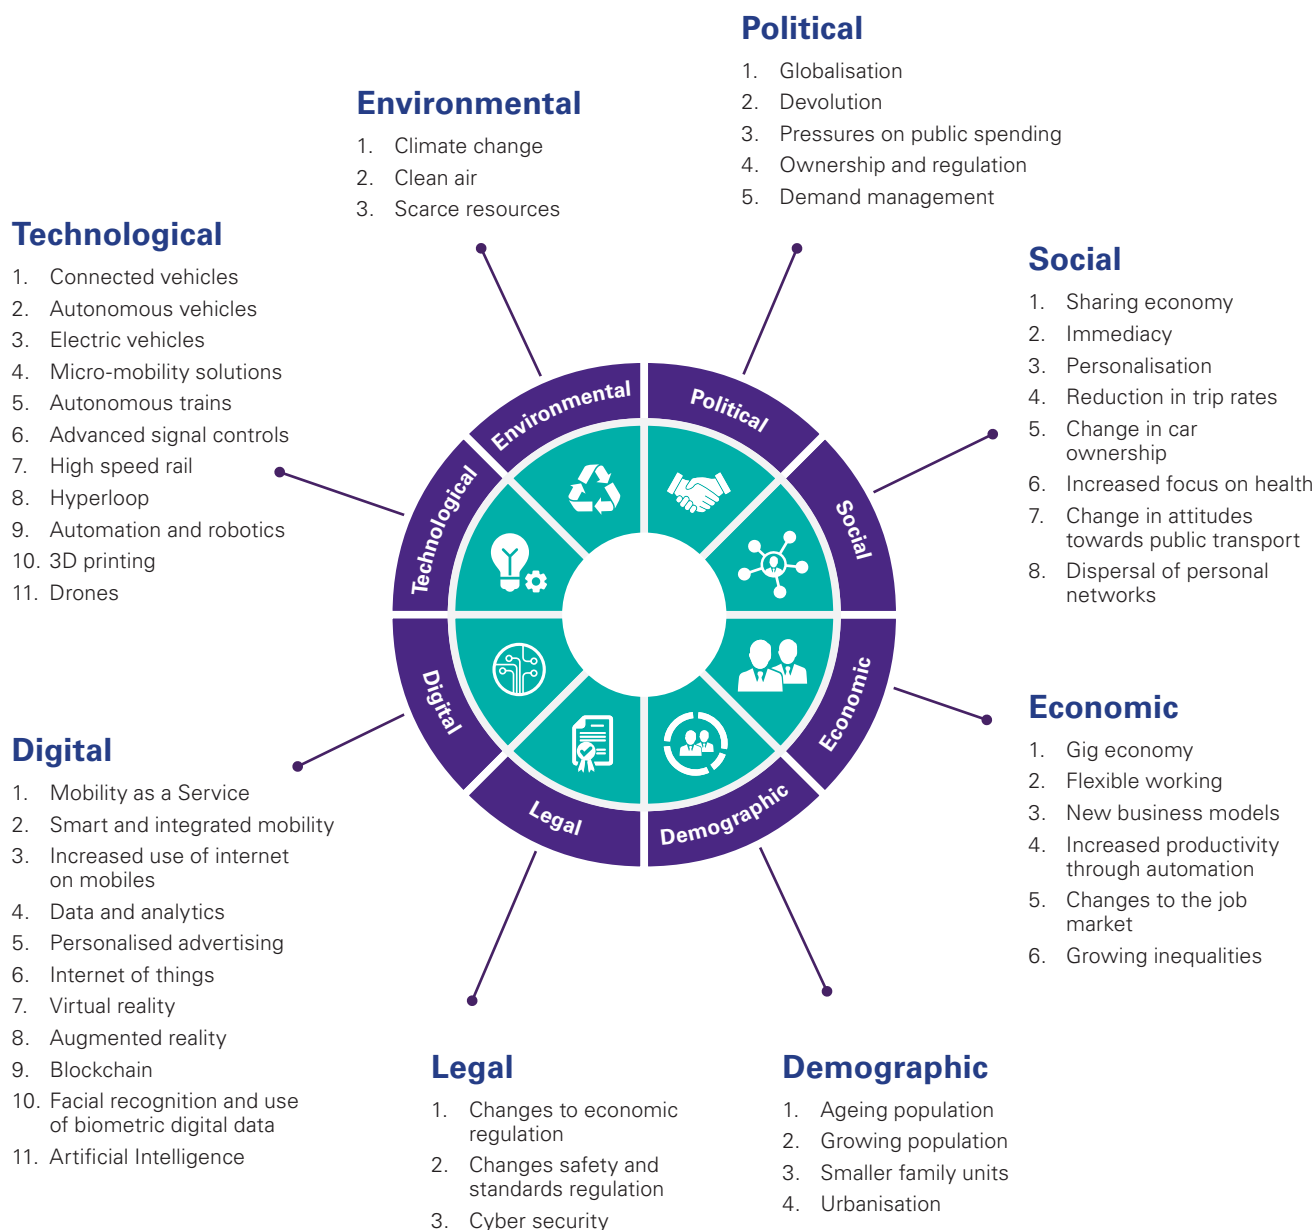 Political
1. Globalisation
2. Devolution
3. Pressures on public spending
4. Ownership and regulation
5. Demand management
Environmental
1. Climate change
2. Clean air
3. Scarce resources
Technological
1. Connected vehicles
2. Autonomous vehicles
3. Electric vehicles
4. Micro-mobility solutions
5. Autonomous trains
6. Advanced signal controls
7. High speed rail
8. Hyperloop
9. Automation and robotics
10. 3D printing
11. Drones
Social
1. Sharing economy
2. Immediacy
3. Personalisation
4. Reduction in trip rates
5. Change in car
ownership
6. Increased focus on health
7. Change in attitudes
towards public transport
8. Dispersal of personal
networks
Environmental
Political
Social
Economic
Demographic
Legal
Digital
Technological
Economic
1. Gig economy
2. Flexible working
3. New business models
4. Increased productivity
through automation
5. Changes to the job
market
6. Growing inequalities
Digital
1. Mobility as a Service
2. Smart and integrated mobility
3. Increased use of internet
on mobiles
4. Data and analytics
5. Personalised advertising
6. Internet of things
7. Virtual reality
8. Augmented reality
9. Blockchain
10. Facial recognition and use
of biometric digital data
11. Artificial Intelligence
Legal
1. Changes to economic
regulation
2. Changes safety and
standards regulation
3. Cyber security
Demographic
1. Ageing population
2. Growing population
3. Smaller family units
4. Urbanisation